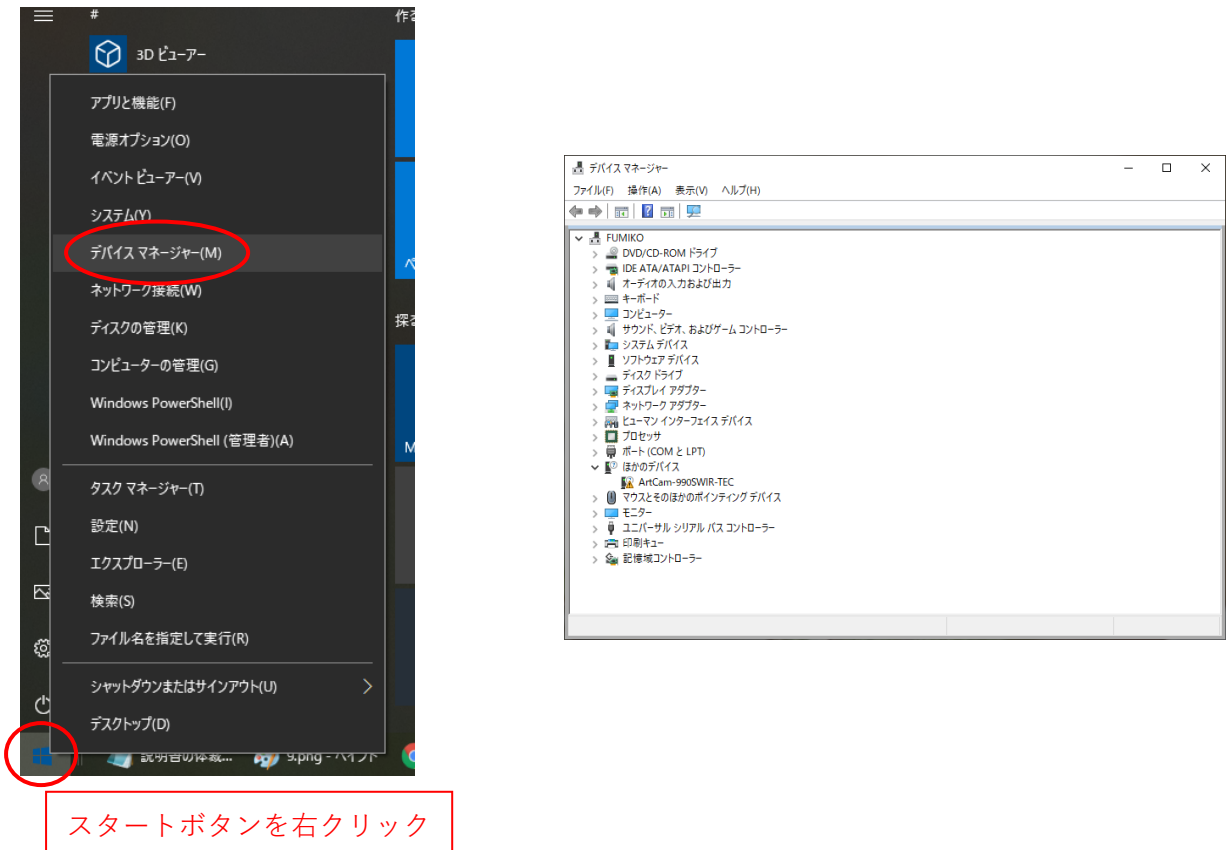 #
作る
3D ビューアー
アプリと機能(F)
電源オプション(O)
イベント ビューアー(V)
システム(Y)
デバイス マネージャー(M)
ネットワーク接続(W)
ディスクの管理(K)
コンピューターの管理(G)
Windows PowerShell(I)
Windows PowerShell (管理者)(A)
タスク マネージャー(T)
設定(N)
エクスプローラー(E)
検索(S)
ファイル名を指定して実行(R)
シャットダウンまたはサインアウト(U)
デスクトップ(D)
探る
M
説明書の体裁...
9.png - ペイント
スタートボタンを右クリック
デバイス マネージャー
ファイル(F) 操作(A) 表示(V) ヘルプ(H)
FUMIKO
DVD/CD-ROM ドライブ
IDE ATA/ATAPI コントローラー
オーディオの入力および出力
キーボード
コンピューター
サウンド、ビデオ、およびゲーム コントローラー
システム デバイス
ソフトウェア デバイス
ディスク ドライブ
ディスプレイ アダプター
ネットワーク アダプター
ヒューマン インターフェイス デバイス
プロセッサ
ポート (COM と LPT)
ほかのデバイス
ArtCam-990SWIR-TEC
マウスとそのほかのポインティング デバイス
モニター
ユニバーサル シリアル バス コントローラー
印刷キュー
記憶域コントローラー